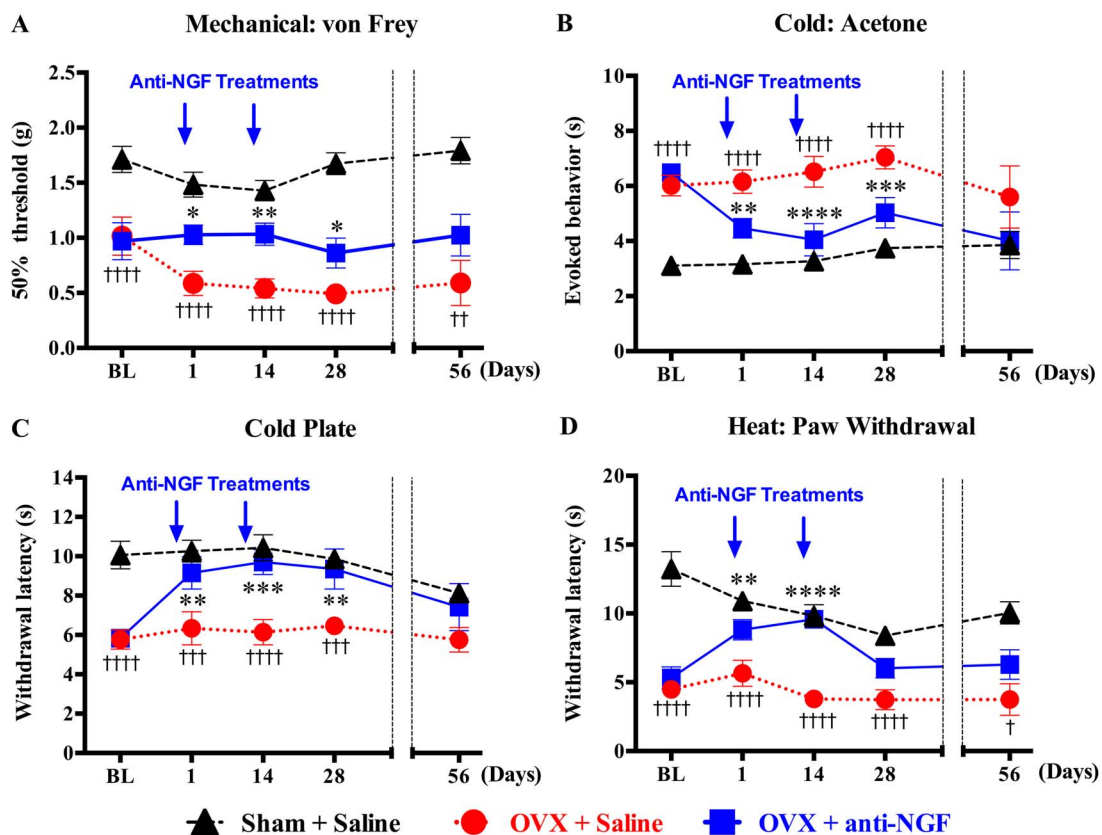 A Mechanical: von Frey
2.5
2.0
1.5
1.0
0.5
0.0
50% threshold (g)
Anti-NGF Treatments
* ** *
†††† †††† †††† †††† ††
BL 1 14 28 56 (Days)
B Cold: Acetone
10
8
6
4
2
0
Evoked behavior (s)
Anti-NGF Treatments
†††† †††† †††† ††††
** **** ***
BL 1 14 28 56 (Days)
C Cold Plate
14
12
10
8
6
4
2
0
Withdrawal latency (s)
Anti-NGF Treatments
** *** **
†††† ††† †††† †††
BL 1 14 28 56 (Days)
D Heat: Paw Withdrawal
20
15
10
5
0
Withdrawal latency (s)
Anti-NGF Treatments
** ****
†††† †††† †††† †††† †
BL 1 14 28 56 (Days)
Sham + Saline OVX + Saline OVX + anti-NGF